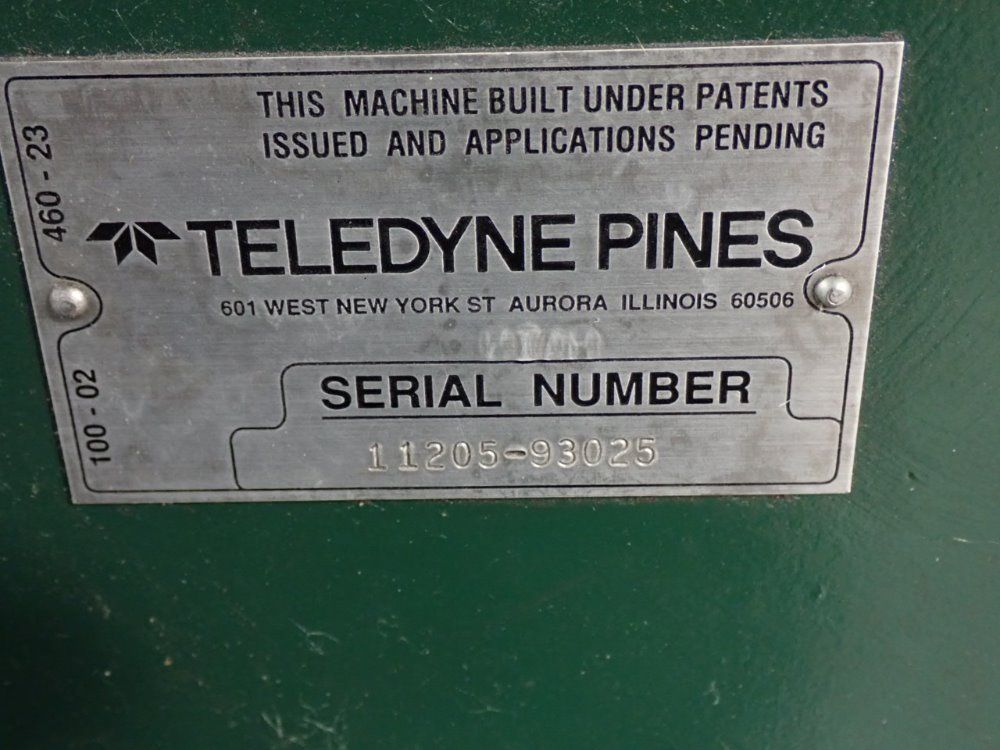 THIS MACHINE BUILT UNDER PATENTS
ISSUED AND APPLICATIONS PENDING
460-23
TELEDYNE PINES
601 WEST NEW YORK ST AURORA ILLINOIS 60506
100-02
SERIAL NUMBER
11205-93025